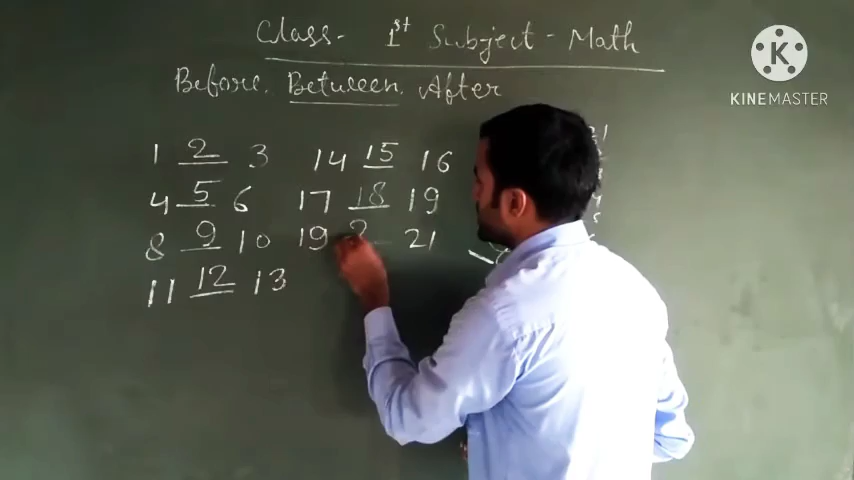 Class- 1st Subject - Math
Before. Between. After
1 2 3 14 15 16
4 5 6 17 18 19
8 9 10 19 2 21
11 12 13
K
KINEMASTER